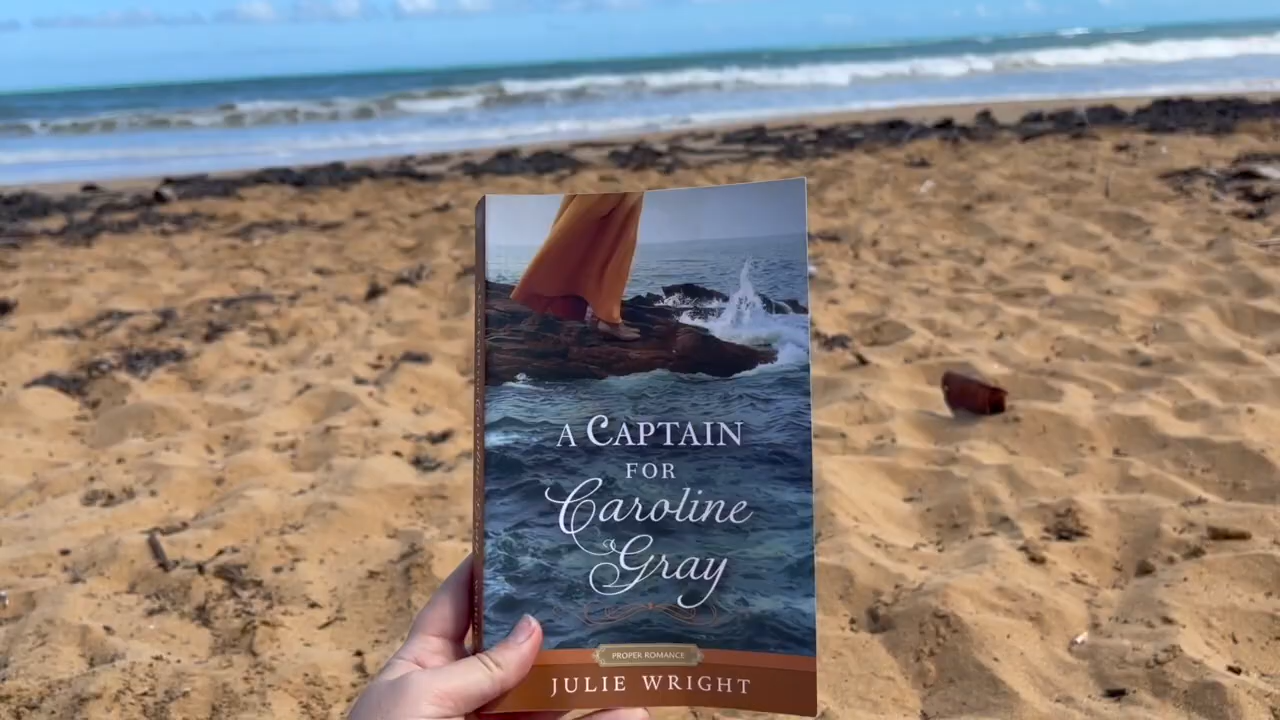 A CAPTAIN
FOR
Caroline
Gray
PROPER ROMANCE
JULIE WRIGHT